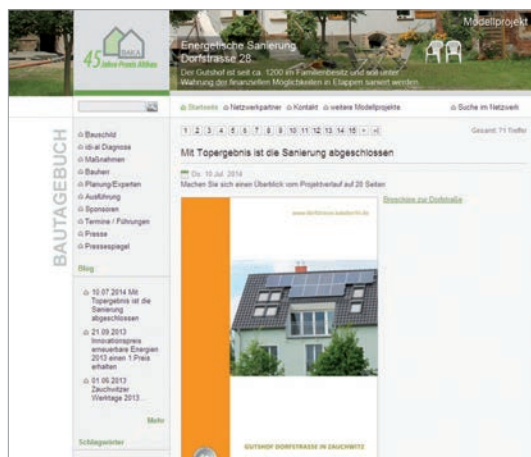 Modellprojekt
BAKA
45 Jahre Praxis Altbau
Energetische Sanierung
Dorfstrasse 28
Der Gutshof ist seit ca. 1200 im Familienbesitz und soll unter
Wahrung der finanziellen Möglichkeiten in Etappen saniert werden.
Startseite Netzwerkpartner Kontakt weitere Modellprojekte Suche im Netzwerk
BAUTAGEBUCH
Bauschild
idi-al Diagnose
Maßnahmen
Bauherr
Planung/Experten
Ausführung
Sponsoren
Termine / Führungen
Presse
Pressespiegel
Blog
10.07.2014 Mit
Topergebnis ist die
Sanierung
abgeschlossen
21.09.2013
Innovationspreis
erneuerbare Energien
2013 einen 1.Preis
erhalten
01.09.2013
Zauchwitzer
Werktage 2013...
Mehr
Schlagwörter
1 2 3 4 5 6 7 8 9 10 11 12 13 14 15 > >|
Gesamt: 71 Treffer
Mit Topergebnis ist die Sanierung abgeschlossen
Do. 10 Jul. 2014
Machen Sie sich einen Überblick vom Projektverlauf auf 20 Seiten
Broschüre zur Dorfstraße
GUTSHOF DORFSTRASSE IN ZAUCHWITZ